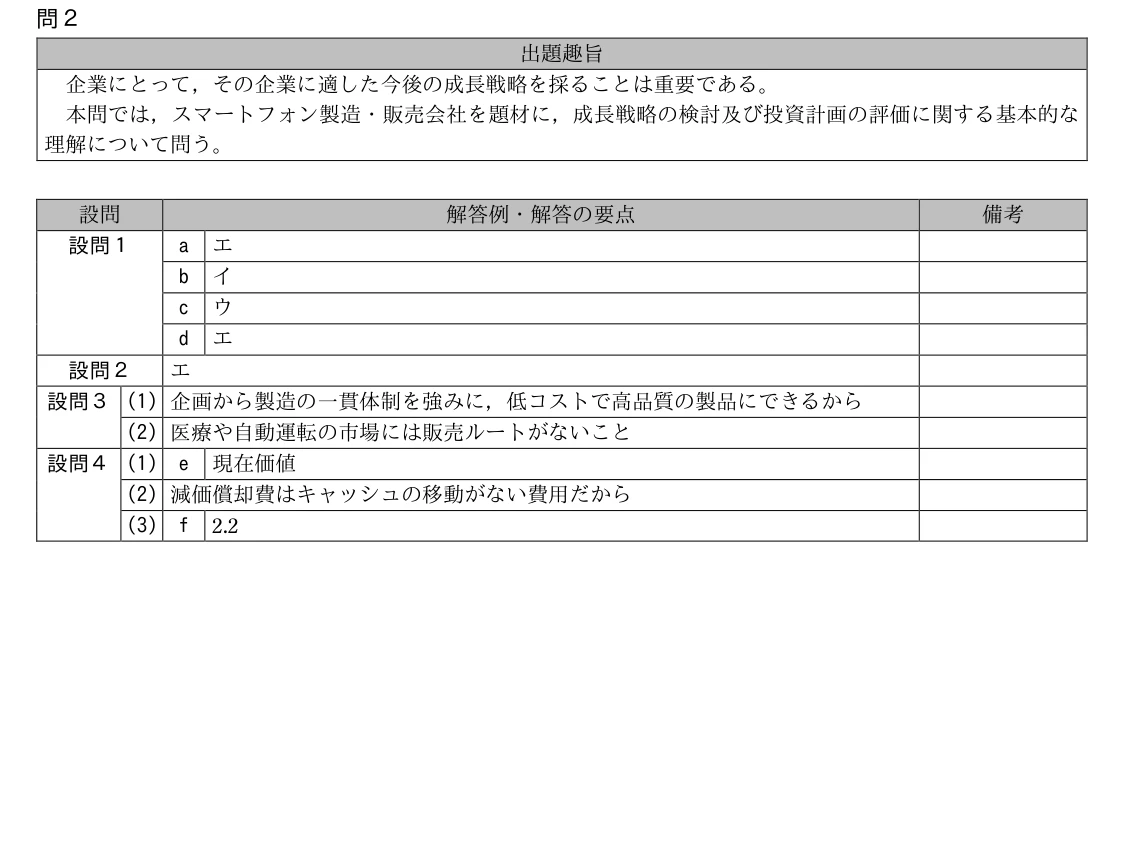 問２
出題趣旨
企業にとって，その企業に適した今後の成長戦略を採ることは重要である。
本問では，スマートフォン製造・販売会社を題材に，成長戦略の検討及び投資計画の評価に関する基本的な
理解について問う。
設問 解答例・解答の要点 備考
設問１ a エ
b イ
c ウ
d エ
設問２ エ
設問３ (1) 企画から製造の一貫体制を強みに，低コストで高品質の製品にできるから
(2) 医療や自動運転の市場には販売ルートがないこと
設問４ (1) e 現在価値
(2) 減価償却費はキャッシュの移動がない費用だから
(3) f 2.2